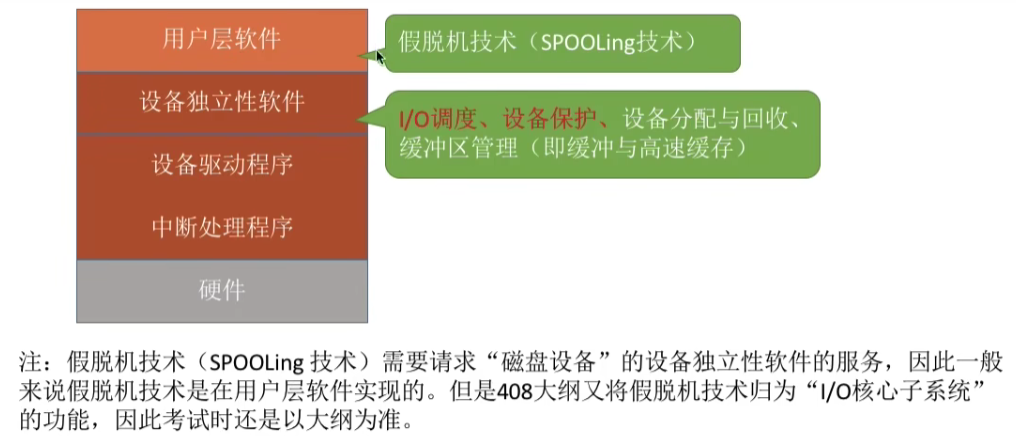 用户层软件
假脱机技术（SPOOLing技术）
设备独立性软件
I/O调度、设备保护、设备分配与回收、
缓冲区管理（即缓冲与高速缓存）
设备驱动程序
中断处理程序
硬件
注：假脱机技术（SPOOLing 技术）需要请求“磁盘设备”的设备独立性软件的服务，因此一般
来说假脱机技术是在用户层软件实现的。但是408大纲又将假脱机技术归为“I/O核心子系统”
的功能，因此考试时还是以大纲为准。